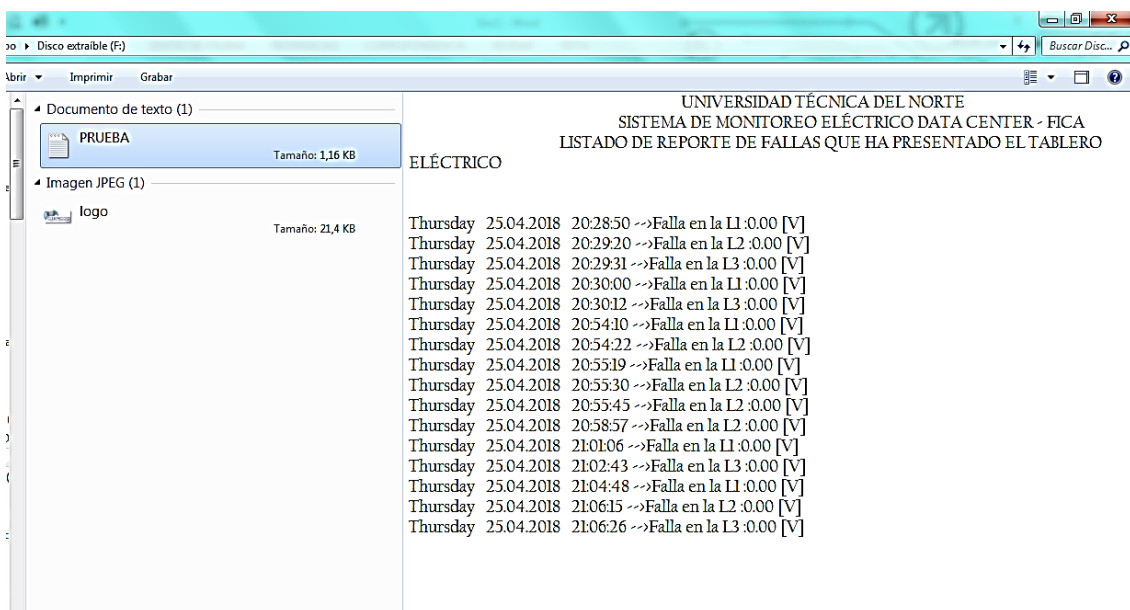 Disco extraíble (F:)
Buscar Disc...
Abrir
Imprimir
Grabar
Documento de texto (1)
PRUEBA
Tamaño: 1,16 KB
Imagen JPEG (1)
logo
Tamaño: 21,4 KB
UNIVERSIDAD TÉCNICA DEL NORTE
SISTEMA DE MONITOREO ELÉCTRICO DATA CENTER - FICA
LISTADO DE REPORTE DE FALLAS QUE HA PRESENTADO EL TABLERO
ELÉCTRICO
Thursday 25.04.2018 20:28:50 -->Falla en la L1 :0.00 [V]
Thursday 25.04.2018 20:29:20 -->Falla en la L2 :0.00 [V]
Thursday 25.04.2018 20:29:31 -->Falla en la L3 :0.00 [V]
Thursday 25.04.2018 20:30:00 -->Falla en la L1 :0.00 [V]
Thursday 25.04.2018 20:30:12 -->Falla en la L3 :0.00 [V]
Thursday 25.04.2018 20:54:10 -->Falla en la L1 :0.00 [V]
Thursday 25.04.2018 20:54:22 -->Falla en la L2 :0.00 [V]
Thursday 25.04.2018 20:55:19 -->Falla en la L1 :0.00 [V]
Thursday 25.04.2018 20:55:30 -->Falla en la L2 :0.00 [V]
Thursday 25.04.2018 20:55:45 -->Falla en la L2 :0.00 [V]
Thursday 25.04.2018 20:58:57 -->Falla en la L2 :0.00 [V]
Thursday 25.04.2018 21:01:06 -->Falla en la L1 :0.00 [V]
Thursday 25.04.2018 21:02:43 -->Falla en la L3 :0.00 [V]
Thursday 25.04.2018 21:04:48 -->Falla en la L1 :0.00 [V]
Thursday 25.04.2018 21:06:15 -->Falla en la L2 :0.00 [V]
Thursday 25.04.2018 21:06:26 -->Falla en la L3 :0.00 [V]